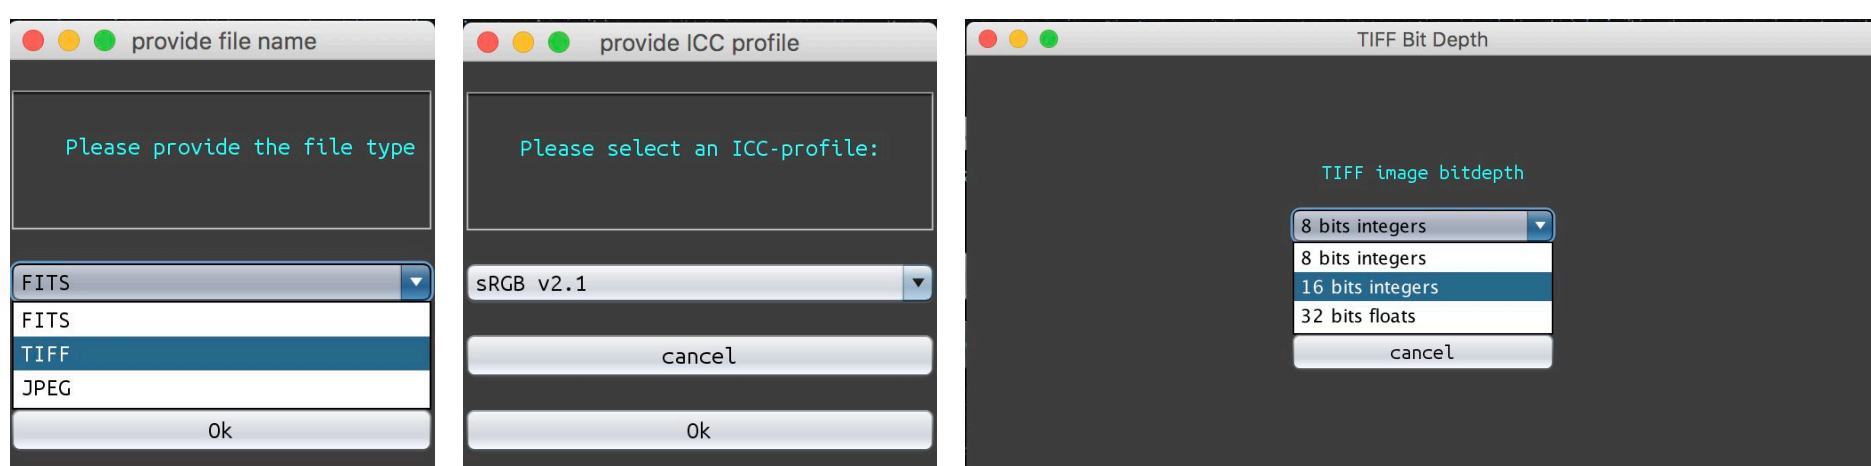 provide file name
Please provide the file type
FITS
FITS
TIFF
JPEG
Ok
provide ICC profile
Please select an ICC-profile:
sRGB v2.1
cancel
Ok
TIFF Bit Depth
TIFF image bitdepth
8 bits integers
8 bits integers
16 bits integers
32 bits floats
cancel